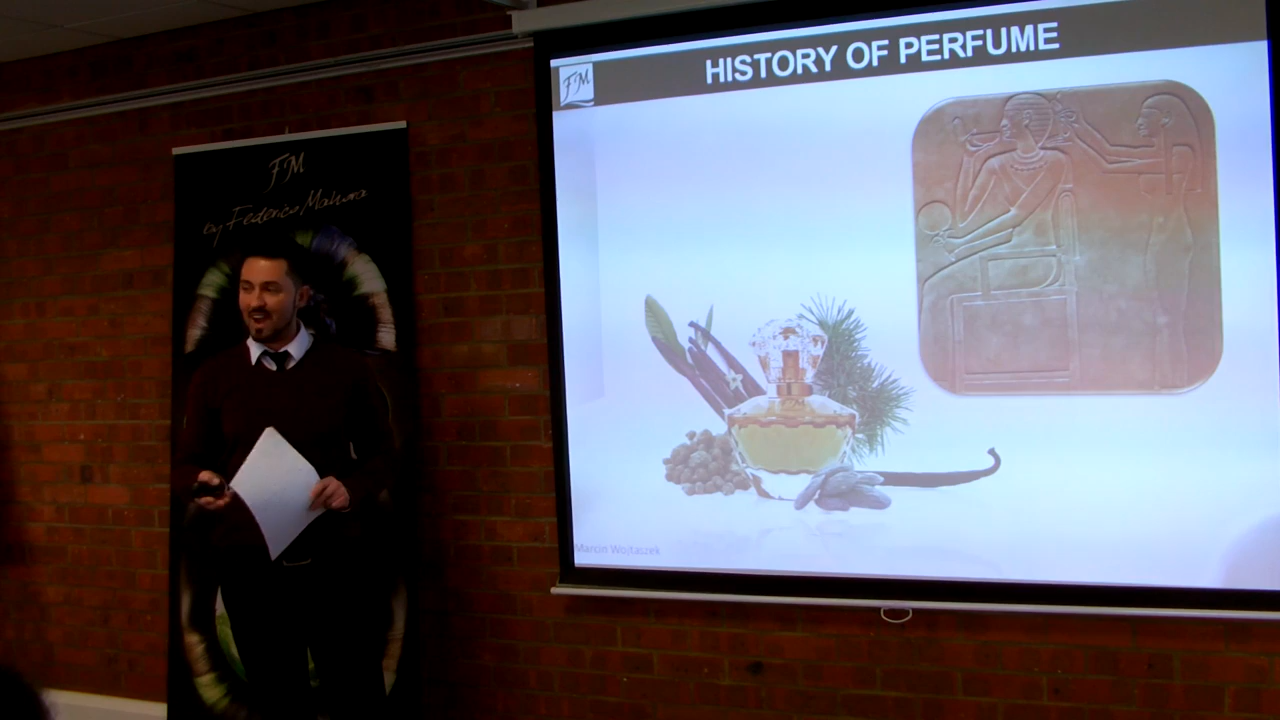 FM
by Federico Mahora
FM
HISTORY OF PERFUME
Marcin Wojtaszek